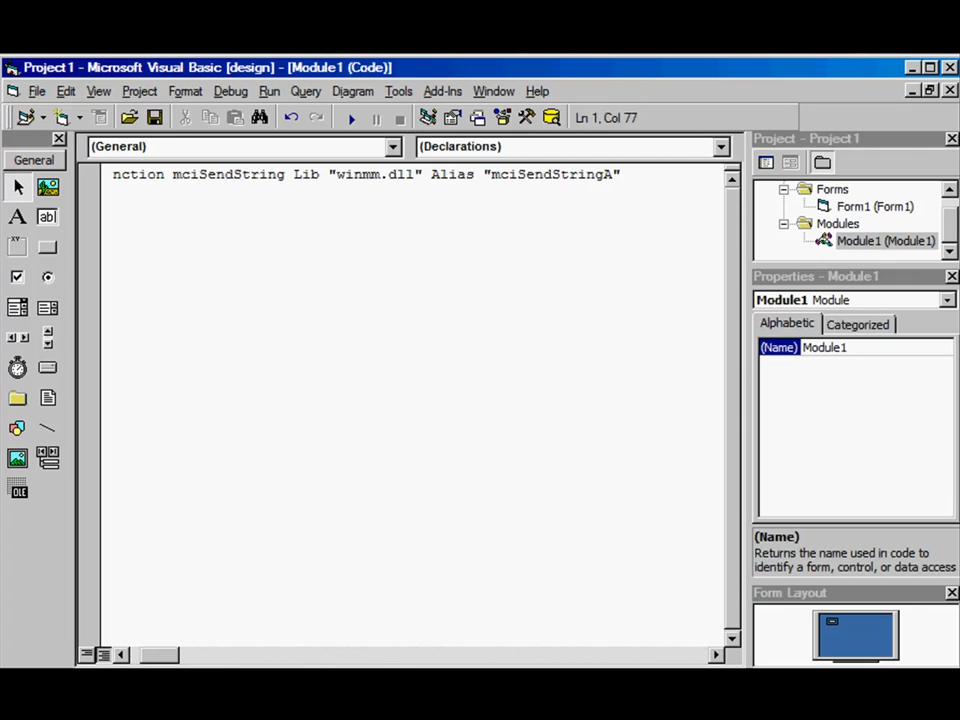 Project1 - Microsoft Visual Basic [design] - [Module1 (Code)]
File Edit View Project Format Debug Run Query Diagram Tools Add-Ins Window Help
Ln 1, Col 77
General
(General)
(Declarations)
nction mciSendString Lib "winmm.dll" Alias "mciSendStringA"
A
ab
XY
OLE
Project - Project1
Forms
Form1 (Form1)
Modules
Module1 (Module1)
Properties - Module1
Module1 Module
Alphabetic Categorized
(Name) Module1
(Name)
Returns the name used in code to
identify a form, control, or data access
Form Layout